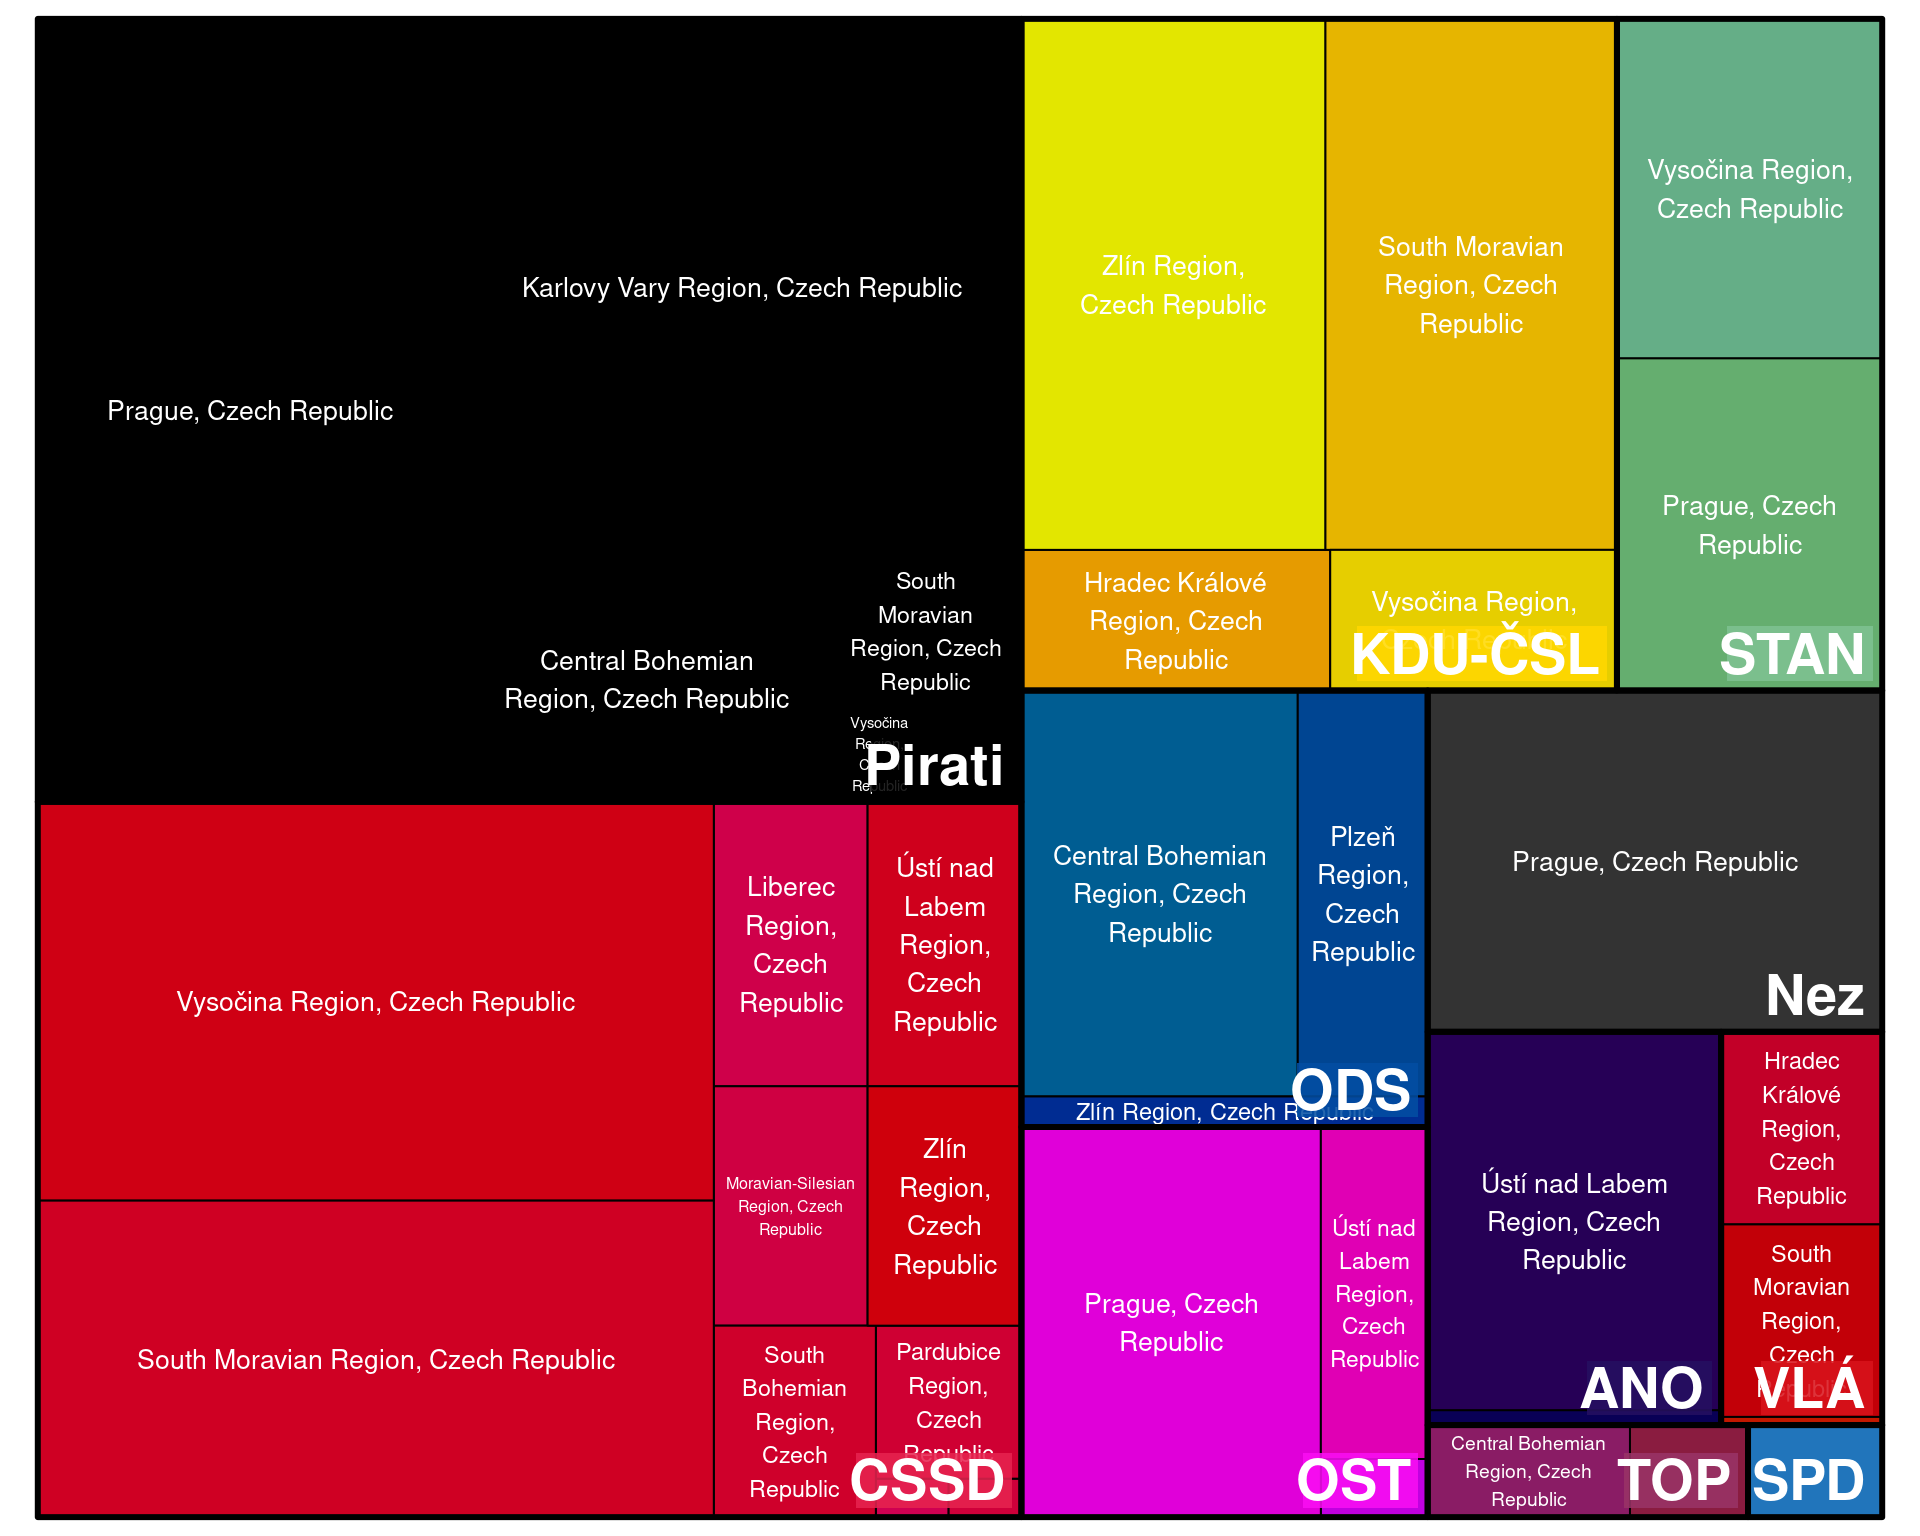 Karlovy Vary Region, Czech Republic
Prague, Czech Republic
Central Bohemian
Region, Czech Republic
South
Moravian
Region, Czech
Republic
Vysočina
Republic
Pirati
Zlín Region,
Czech Republic
South Moravian
Region, Czech
Republic
Hradec Králové
Region, Czech
Republic
Vysočina Region,
KDU-ČSL
Vysočina Region,
Czech Republic
Prague, Czech
Republic
STAN
Vysočina Region, Czech Republic
South Moravian Region, Czech Republic
Liberec
Region,
Czech
Republic
Ústí nad
Labem
Region,
Czech
Republic
Moravian-Silesian
Region, Czech
Republic
Zlín
Region,
Czech
Republic
South
Bohemian
Region,
Czech
Republic
Pardubice
Region,
Czech
Republic
CSSD
Central Bohemian
Region, Czech
Republic
Plzeň
Region,
Czech
Republic
Zlín Region, Czech Republic
ODS
Prague, Czech Republic
Nez
Prague, Czech
Republic
Ústí nad
Labem
Region,
Czech
Republic
OST
Ústí nad Labem
Region, Czech
Republic
ANO
Hradec
Králové
Region,
Czech
Republic
South
Moravian
Region,
Czech
VLÁ
Central Bohemian
Region, Czech
Republic
TOP
SPD